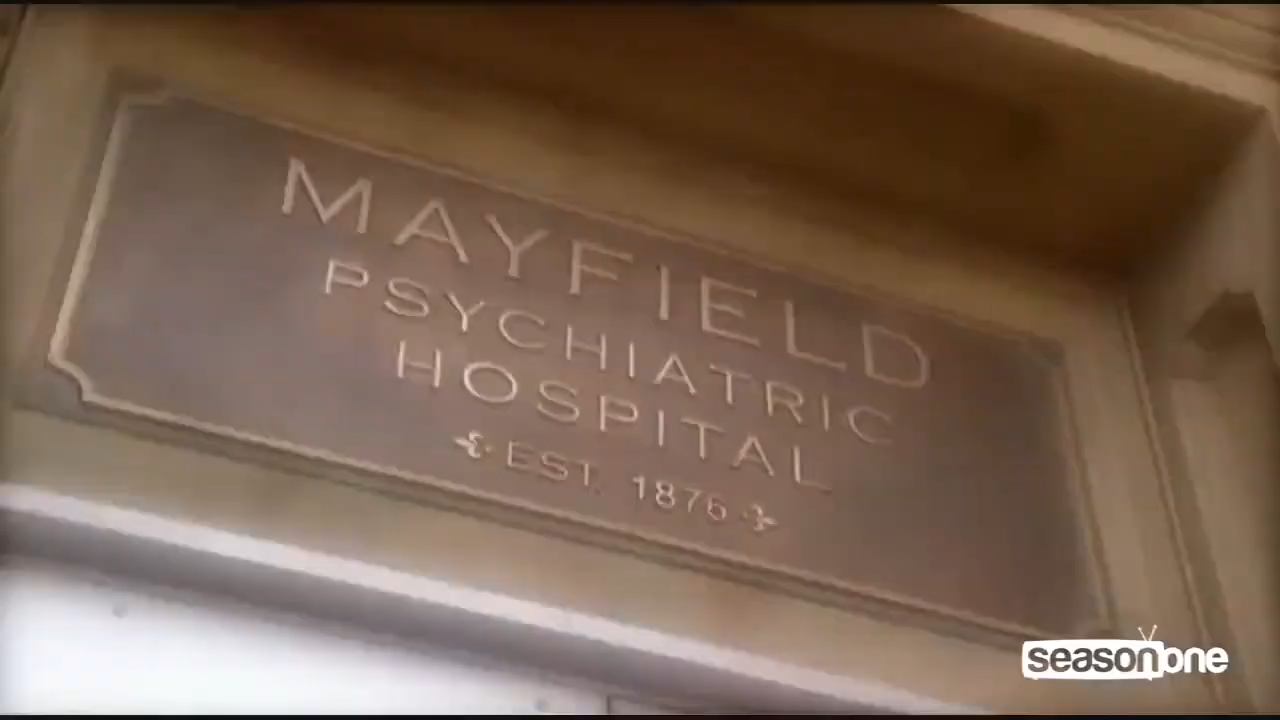 MAYFIELD
PSYCHIATRIC
HOSPITAL
EST. 1876
seasonone